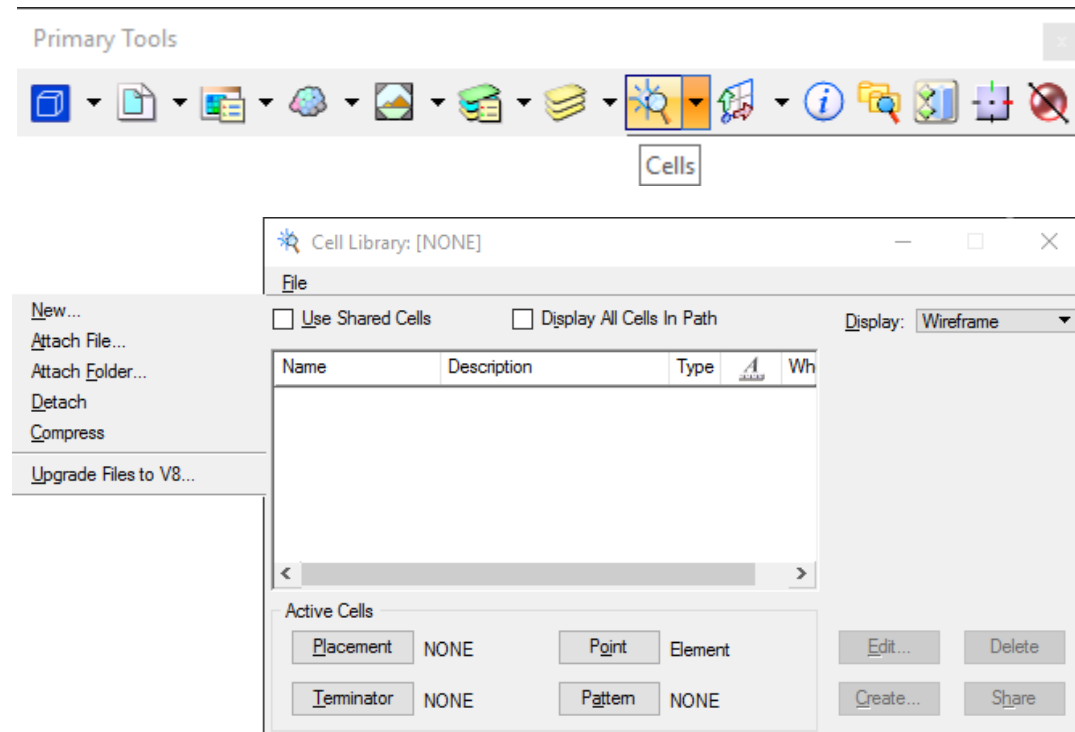 Primary Tools
x
Cells
Cell Library: [NONE]
File
New...
Attach File...
Attach Folder...
Detach
Compress
Upgrade Files to V8...
Use Shared Cells Display All Cells In Path Display: Wireframe
Name Description Type A Wh
Active Cells
Placement NONE Point Element Edit... Delete
Terminator NONE Pattern NONE Create... Share